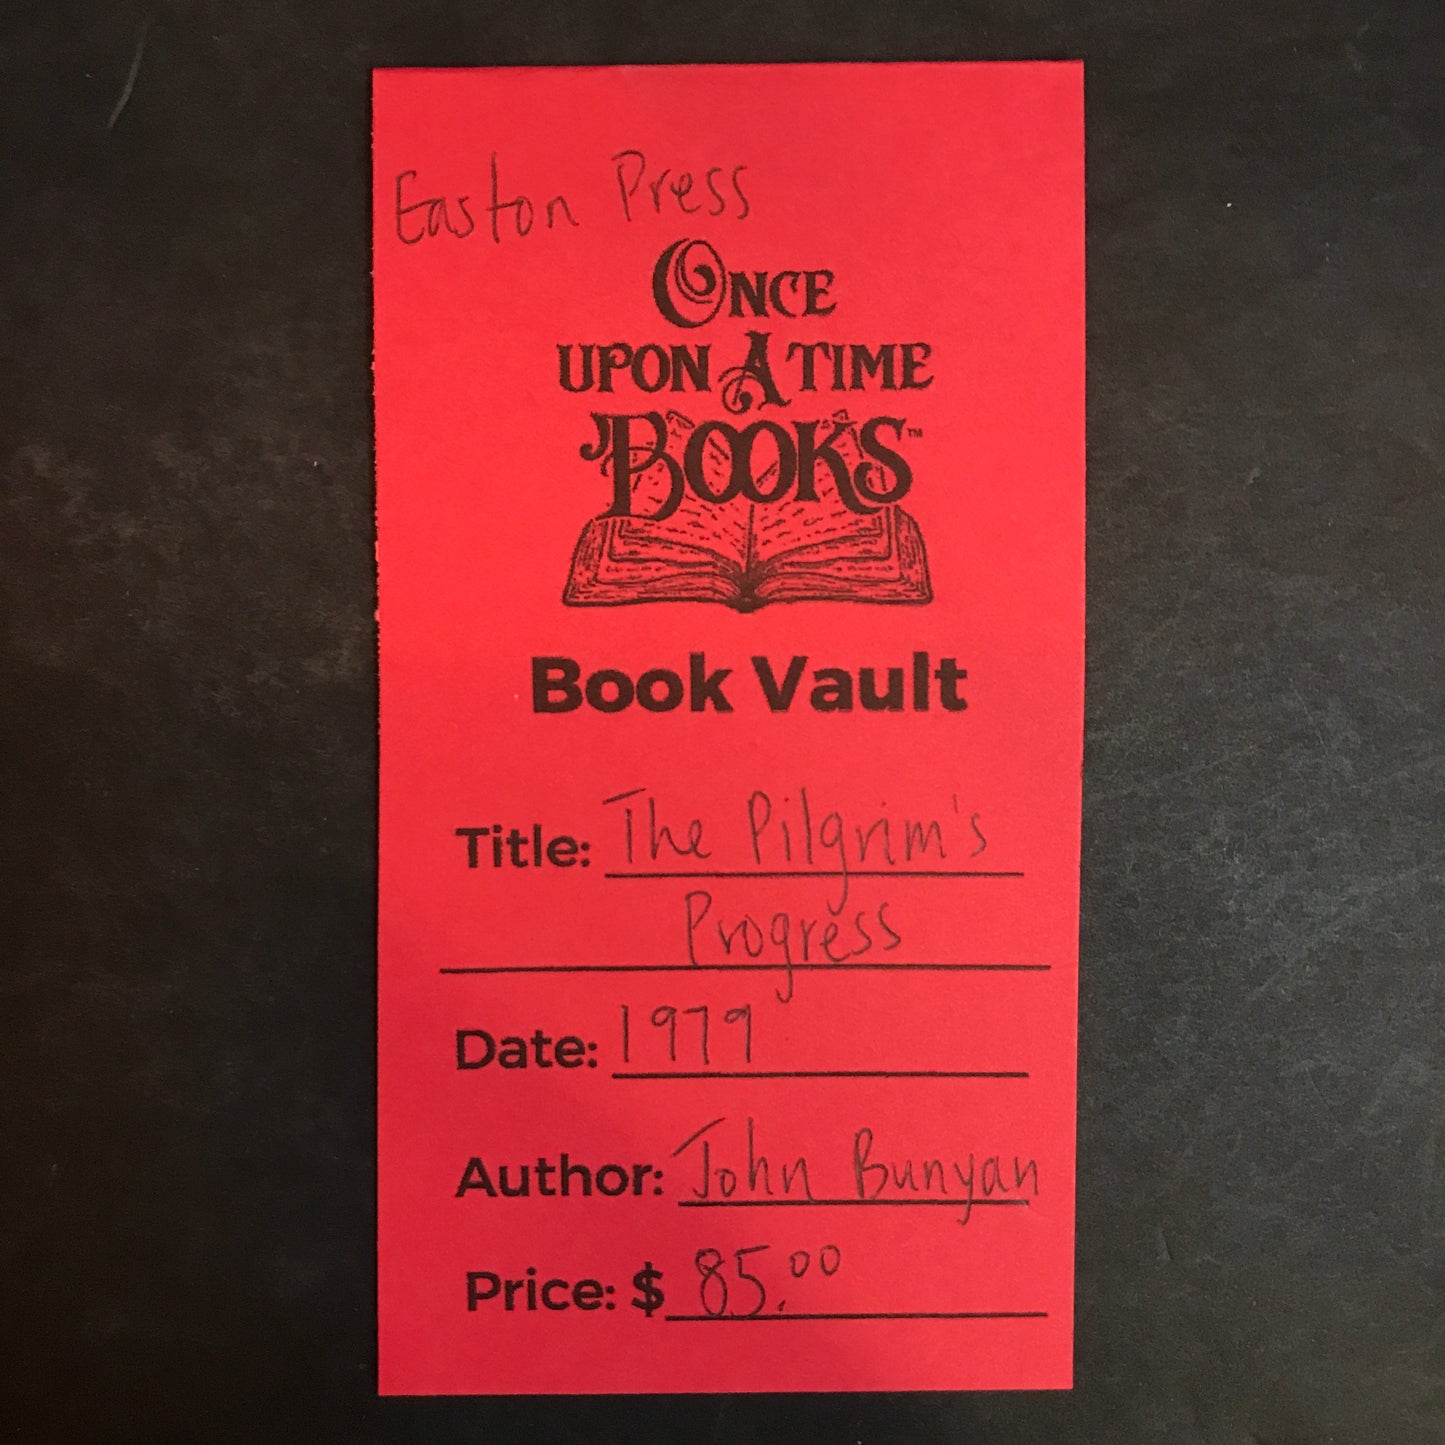 Easton Press
ONCE
UPON A TIME
BOOKS™
Book Vault
Title: The Pilgrim's
Progress
Date: 1979
Author: John Bunyan
Price: $ 85.00